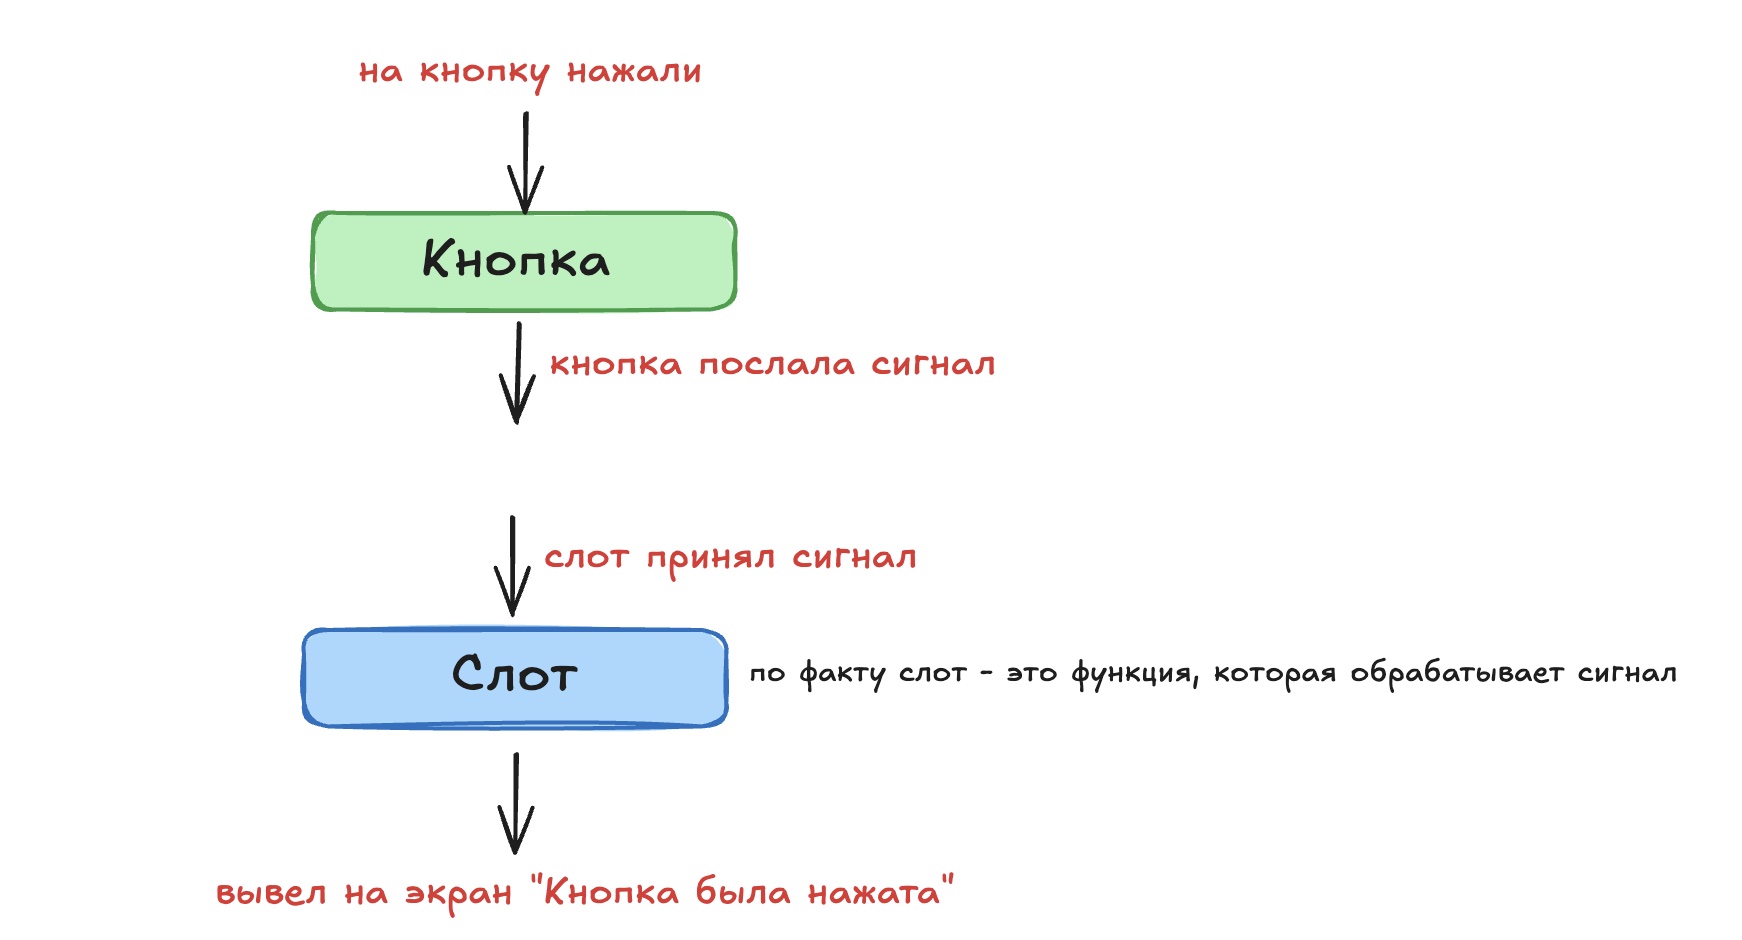 на кнопку нажали
Кнопка
кнопка послала сигнал
слот принял сигнал
Слот
по факту слот - это функция, которая обрабатывает сигнал
вывел на экран "Кнопка была нажата"